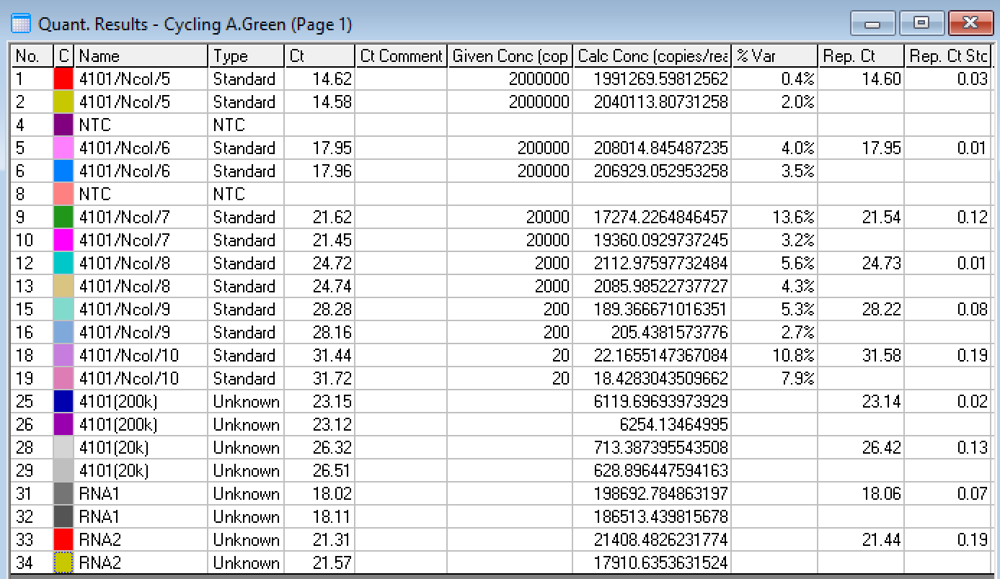 Quant. Results - Cycling A.Green (Page 1)
No. C Name Type Ct Ct Comment Given Conc (cop Calc Conc (copies/rea % Var Rep. Ct Rep. Ct Std
1 4101/Ncol/5 Standard 14.62 2000000 1991269.59812562 0.4% 14.60 0.03
2 4101/Ncol/5 Standard 14.58 2000000 2040113.80731258 2.0%
4 NTC NTC
5 4101/Ncol/6 Standard 17.95 200000 208014.845487235 4.0% 17.95 0.01
6 4101/Ncol/6 Standard 17.96 200000 206929.052953258 3.5%
8 NTC NTC
9 4101/Ncol/7 Standard 21.62 20000 17274.2264846457 13.6% 21.54 0.12
10 4101/Ncol/7 Standard 21.45 20000 19360.0929737245 3.2%
12 4101/Ncol/8 Standard 24.72 2000 2112.97597732484 5.6% 24.73 0.01
13 4101/Ncol/8 Standard 24.74 2000 2085.98522737727 4.3%
15 4101/Ncol/9 Standard 28.28 200 189.366671016351 5.3% 28.22 0.08
16 4101/Ncol/9 Standard 28.16 200 205.4381573776 2.7%
18 4101/Ncol/10 Standard 31.44 20 22.1655147367084 10.8% 31.58 0.19
19 4101/Ncol/10 Standard 31.72 20 18.4283043509662 7.9%
25 4101(200k) Unknown 23.15 6119.69693973929 23.14 0.02
26 4101(200k) Unknown 23.12 6254.13464995
28 4101(20k) Unknown 26.32 713.387395543508 26.42 0.13
29 4101(20k) Unknown 26.51 628.896447594163
31 RNA1 Unknown 18.02 198692.784863197 18.06 0.07
32 RNA1 Unknown 18.11 186513.439815678
33 RNA2 Unknown 21.31 21408.4826231774 21.44 0.19
34 RNA2 Unknown 21.57 17910.6353631524